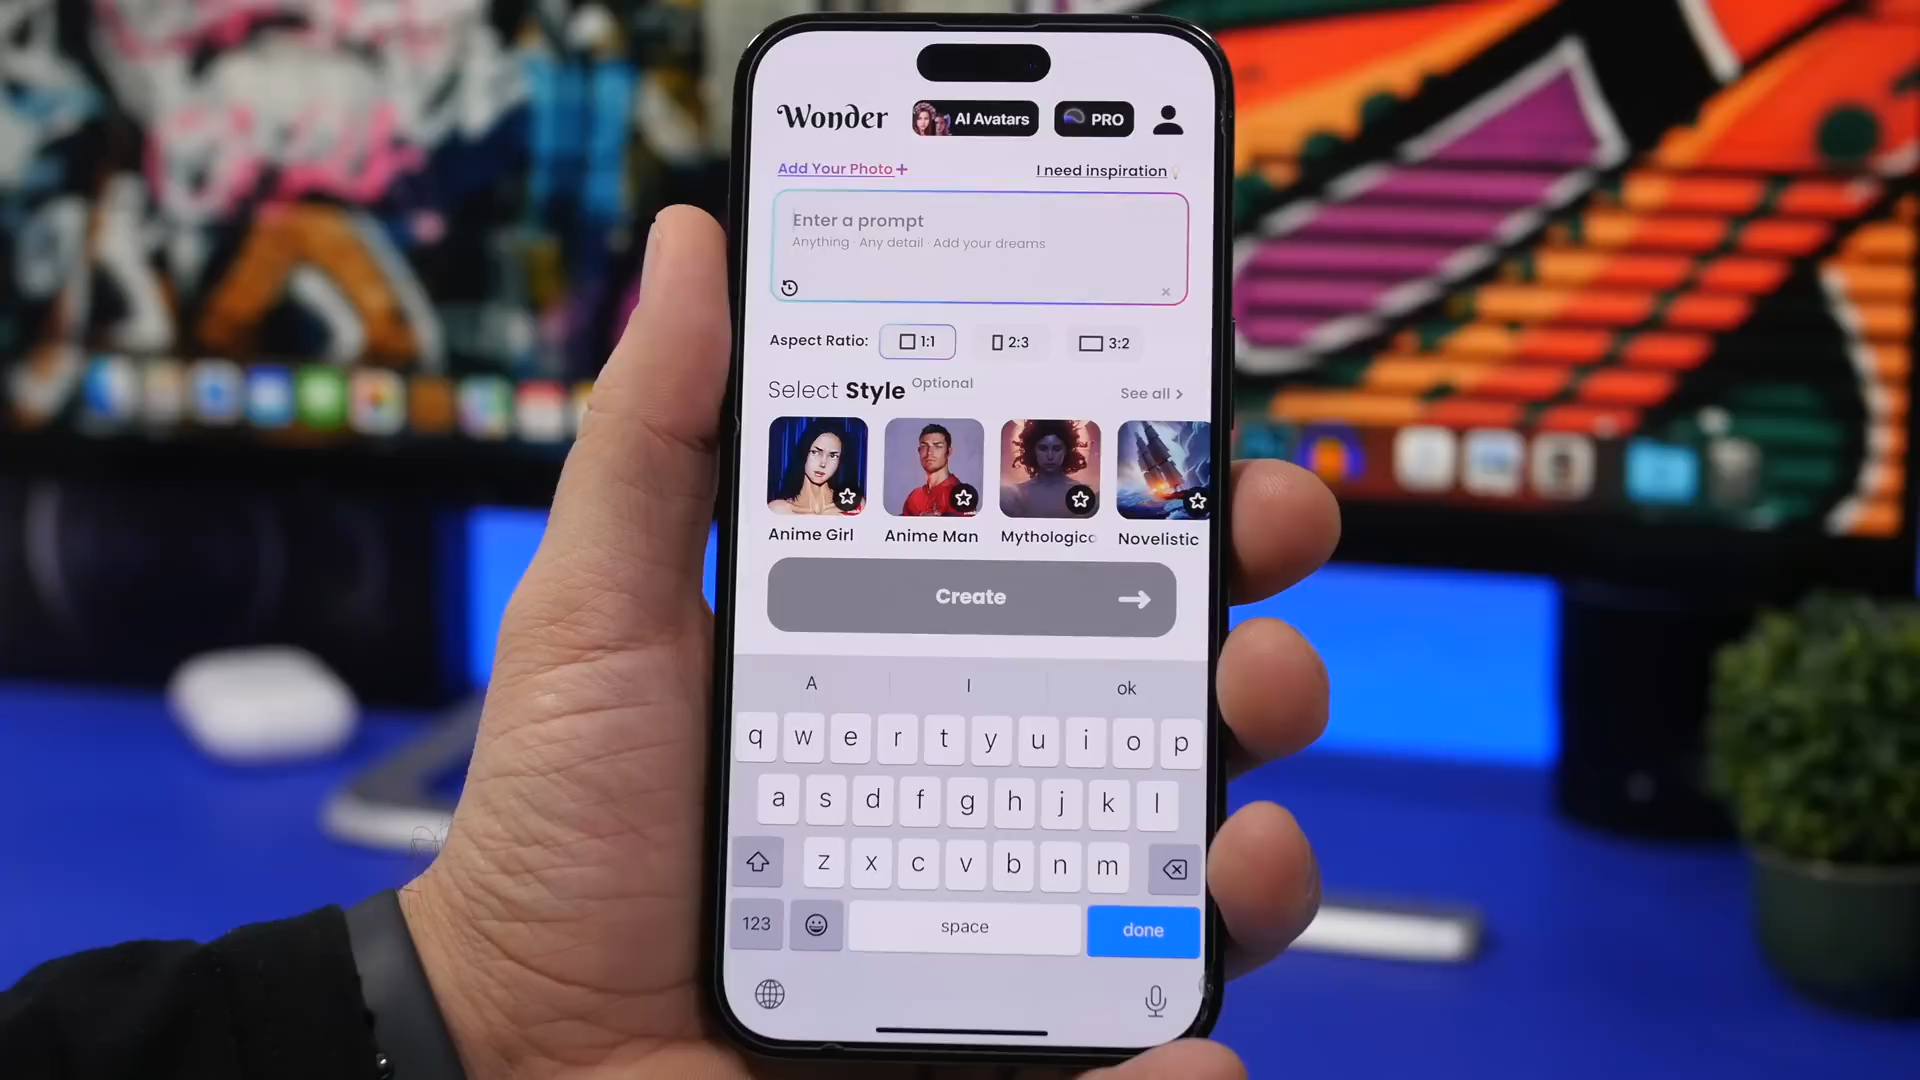 Wonder AI Avatars PRO
Add Your Photo+ I need inspiration
Enter a prompt
Anything · Any detail · Add your dreams
Aspect Ratio: 1:1 2:3 3:2
Select Style Optional See all >
Anime Girl Anime Man Mythologic Novelistic
Create →
A I ok
q w e r t y u i o p
a s d f g h j k l
z x c v b n m
123 space done